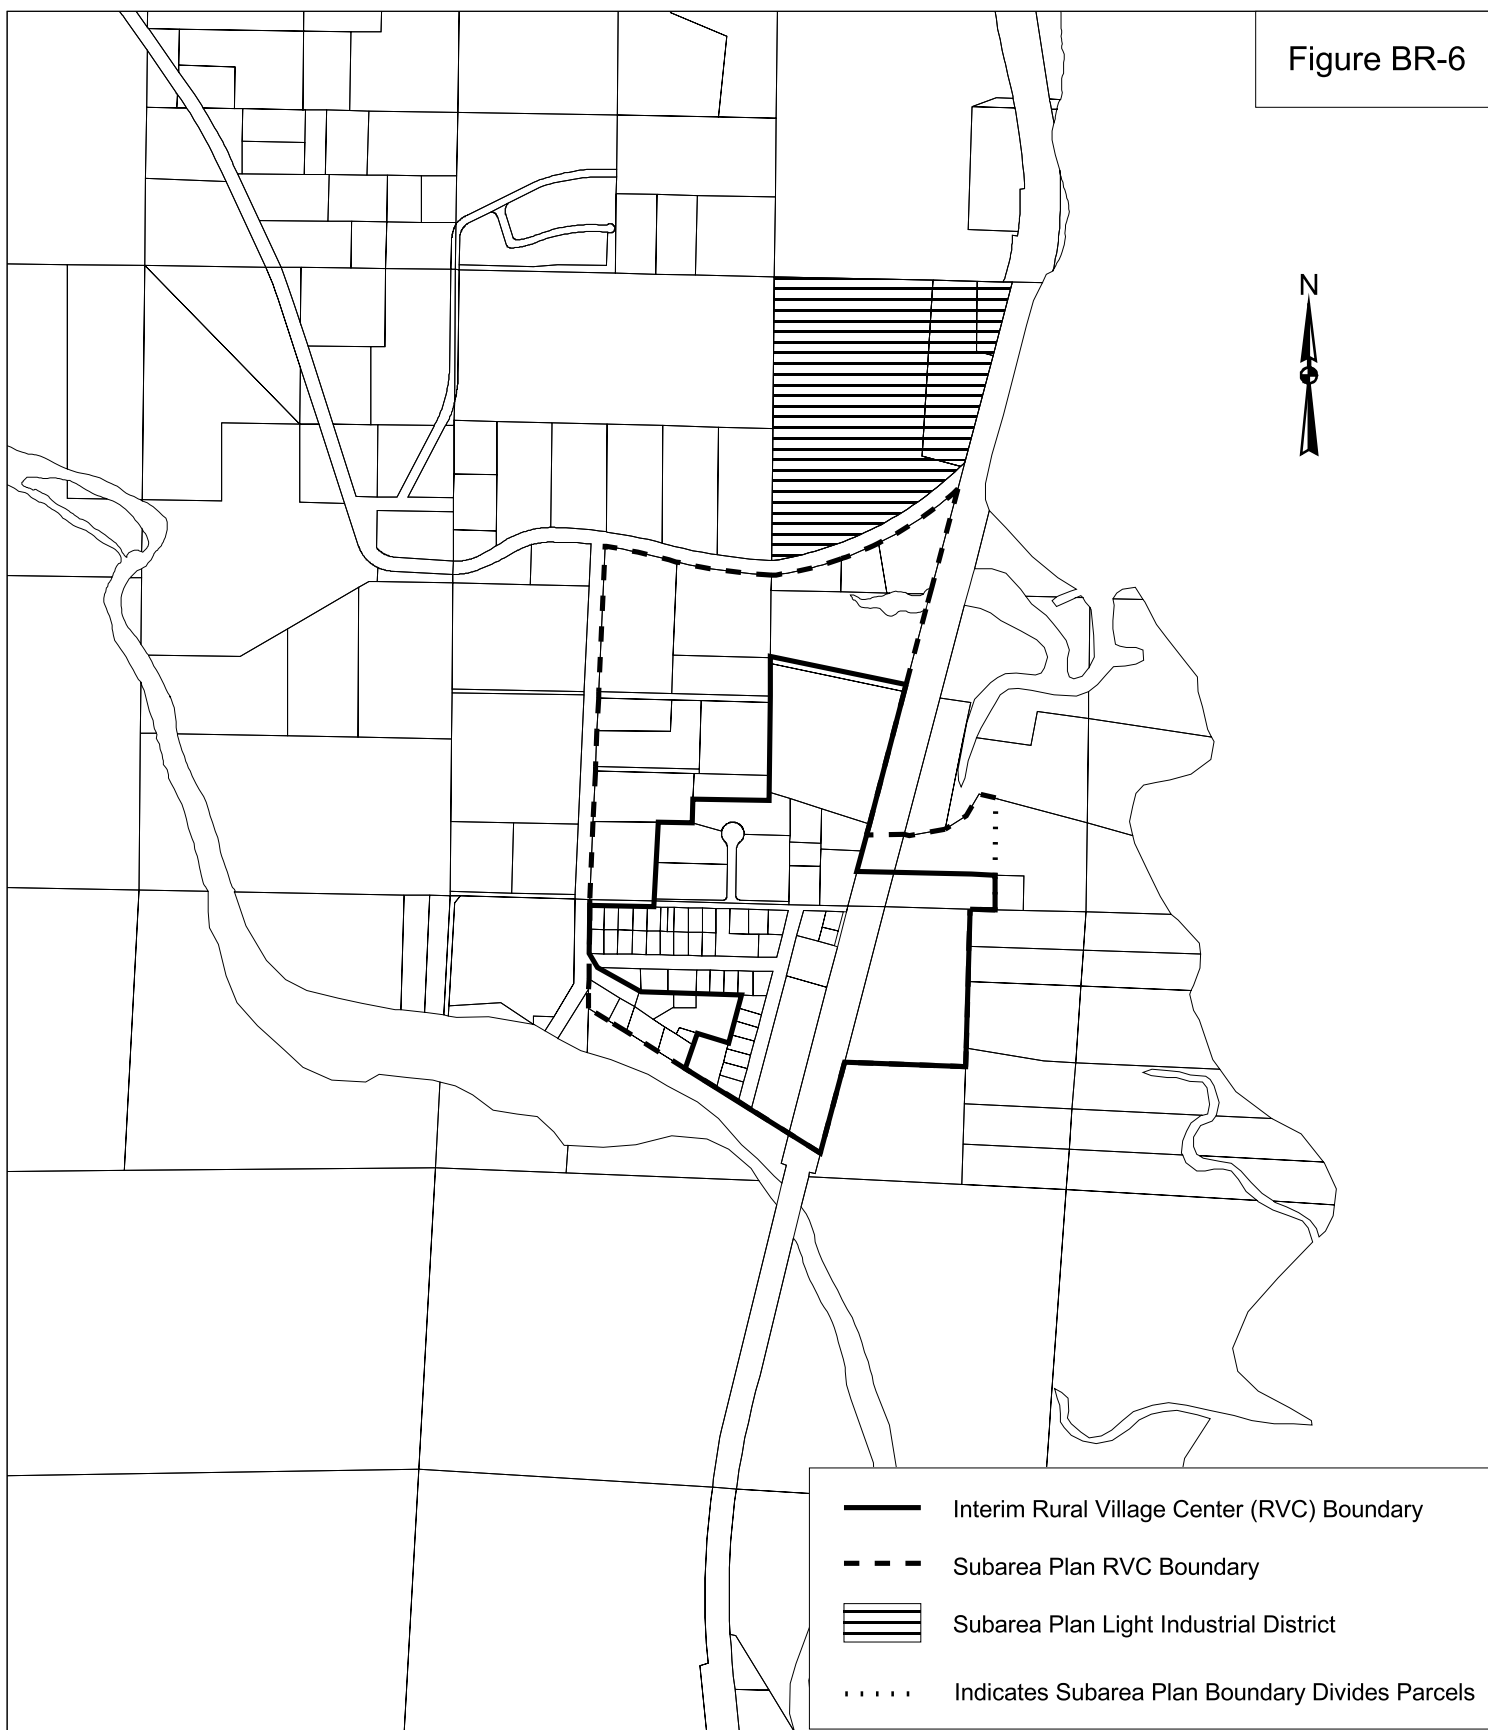 Figure BR-6
N
Interim Rural Village Center (RVC) Boundary
Subarea Plan RVC Boundary
Subarea Plan Light Industrial District
Indicates Subarea Plan Boundary Divides Parcels